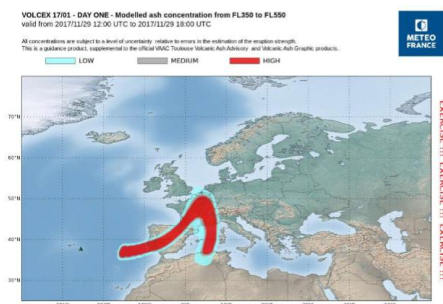 VOLCEX 17/01 - DAY ONE - Modelled ash concentration from FL350 to FL550
valid from 2017/11/29 12:00 UTC to 2017/11/29 18:00 UTC
All concentrations are subject to a level of uncertainty relative to errors in the estimation of the eruption strength.
This is a guidance product, supplemental to the official VAAC Toulouse Volcanic Ash Advisory and Volcanic Ash Graphic products.
LOW MEDIUM HIGH
METEO
FRANCE
70°N
60°N
50°N
40°N
30°N
EXERCISE !!! EXERCISE !!! EXERCISE !!!